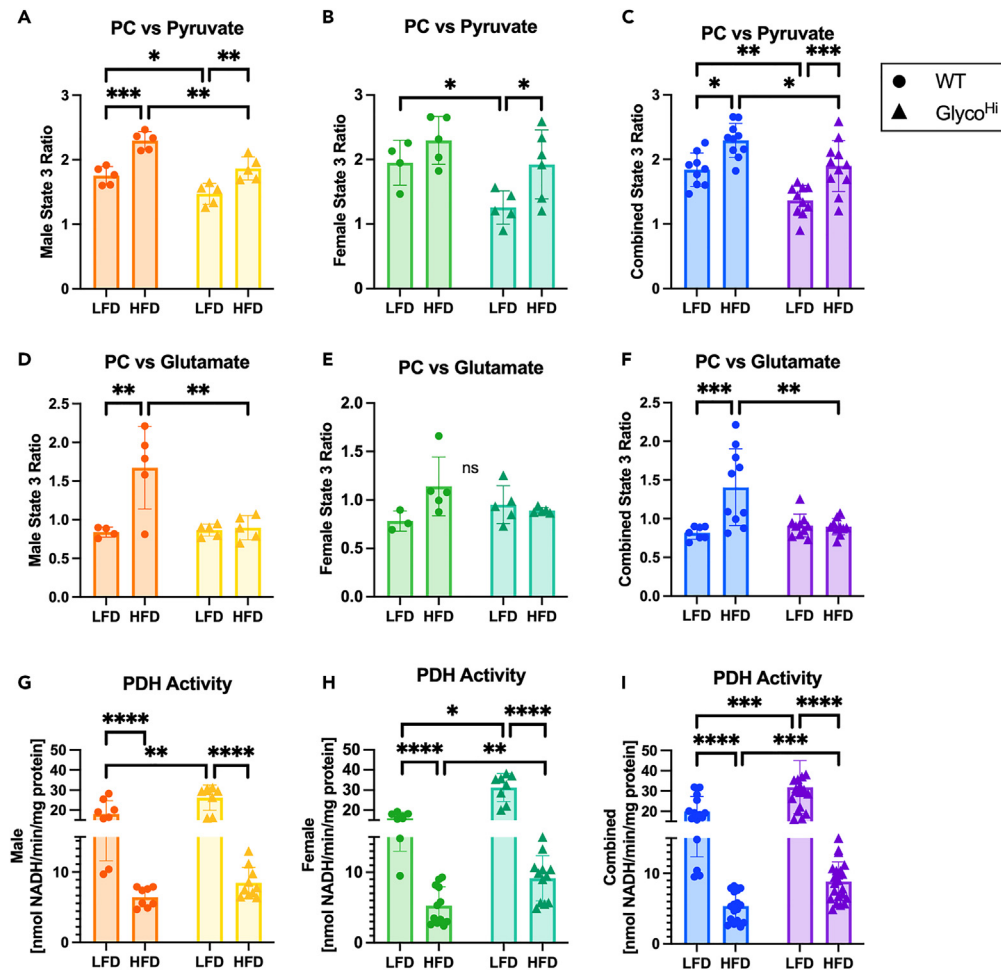 A
PC vs Pyruvate
*
**
***
**
Male State 3 Ratio
3
2
1
0
LFD
HFD
LFD
HFD
B
PC vs Pyruvate
*
*
Female State 3 Ratio
3
2
1
0
LFD
HFD
LFD
HFD
C
PC vs Pyruvate
**
***
*
*
Combined State 3 Ratio
3
2
1
0
LFD
HFD
LFD
HFD
WT
Glyco^Hi
D
PC vs Glutamate
**
**
Male State 3 Ratio
2.5
2.0
1.5
1.0
0.5
0.0
LFD
HFD
LFD
HFD
E
PC vs Glutamate
ns
Female State 3 Ratio
2.0
1.5
1.0
0.5
0.0
LFD
HFD
LFD
HFD
F
PC vs Glutamate
***
**
Combined State 3 Ratio
2.5
2.0
1.5
1.0
0.5
0.0
LFD
HFD
LFD
HFD
G
PDH Activity
****
**
****
Male
[nmol NADH/min/mg protein]
50
40
30
20
10
0
LFD
HFD
LFD
HFD
H
PDH Activity
*
****
****
**
Female
[nmol NADH/min/mg protein]
50
40
30
20
10
0
LFD
HFD
LFD
HFD
I
PDH Activity
***
****
****
***
Combined
[nmol NADH/min/mg protein]
50
40
30
20
10
0
LFD
HFD
LFD
HFD